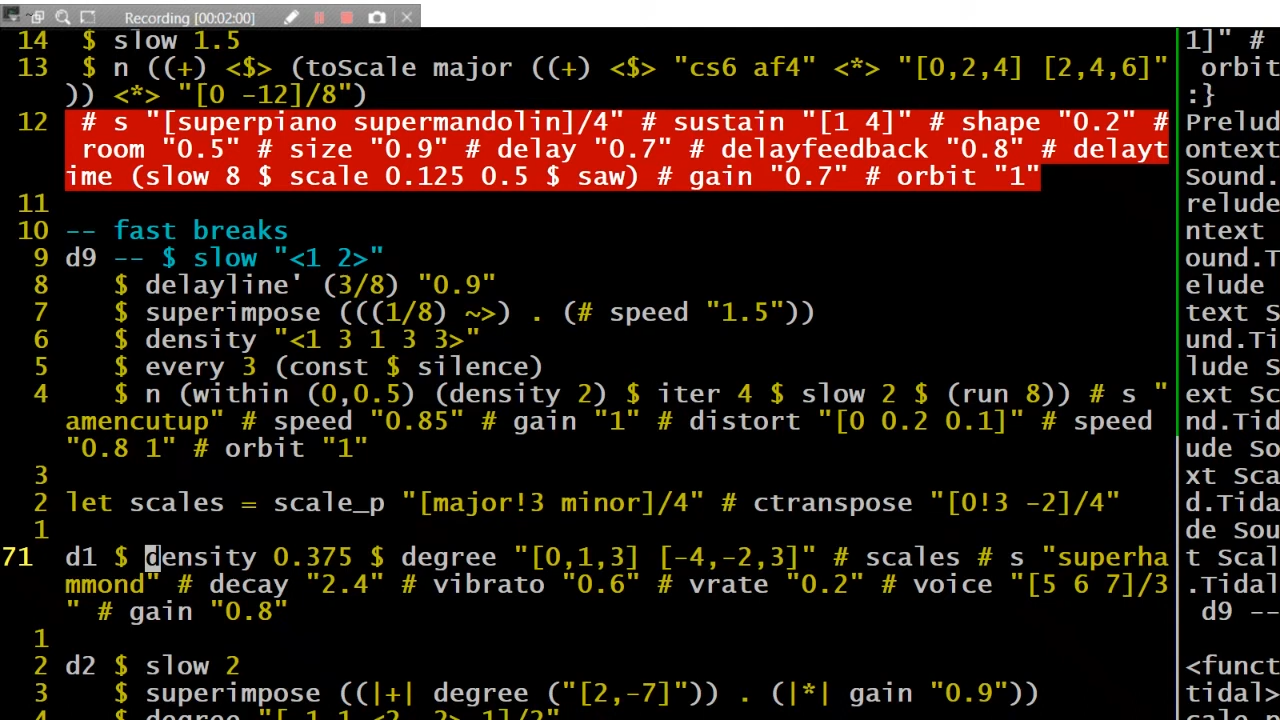 Recording [00:02:00]
14 $ slow 1.5
13 $ n ((+) <$> (toScale major ((+) <$> "cs6 af4" <*> "[0,2,4] [2,4,6]"
)) <*> "[0 -12]/8")
12 # s "[superpiano supermandolin]/4" # sustain "[1 4]" # shape "0.2" #
room "0.5" # size "0.9" # delay "0.7" # delayfeedback "0.8" # delayt
ime (slow 8 $ scale 0.125 0.5 $ saw) # gain "0.7" # orbit "1"
11
10 -- fast breaks
9 d9 -- $ slow "<1 2>"
8 $ delayline' (3/8) "0.9"
7 $ superimpose (((1/8) ~>) . (# speed "1.5"))
6 $ density "<1 3 1 3 3>"
5 $ every 3 (const $ silence)
4 $ n (within (0,0.5) (density 2) $ iter 4 $ slow 2 $ (run 8)) # s "
amencutup" # speed "0.85" # gain "1" # distort "[0 0.2 0.1]" # speed
"0.8 1" # orbit "1"
3
2 let scales = scale_p "[major!3 minor]/4" # ctranspose "[0!3 -2]/4"
1
71 d1 $ density 0.375 $ degree "[0,1,3] [-4,-2,3]" # scales # s "superha
mmond" # decay "2.4" # vibrato "0.6" # vrate "0.2" # voice "[5 6 7]/3
" # gain "0.8"
1
2 d2 $ slow 2
3 $ superimpose ((|+| degree ("[2,-7]")) . (|*| gain "0.9"))
1]" #
orbit
:}
Prelud
ontext
Sound.
relude
ntext
ound.T
elude
text S
und.Ti
lude S
ext Sc
nd.Tid
ude So
xt Sca
d.Tida
de Sou
t Scal
.Tidal
d9 --
<funct
tidal>